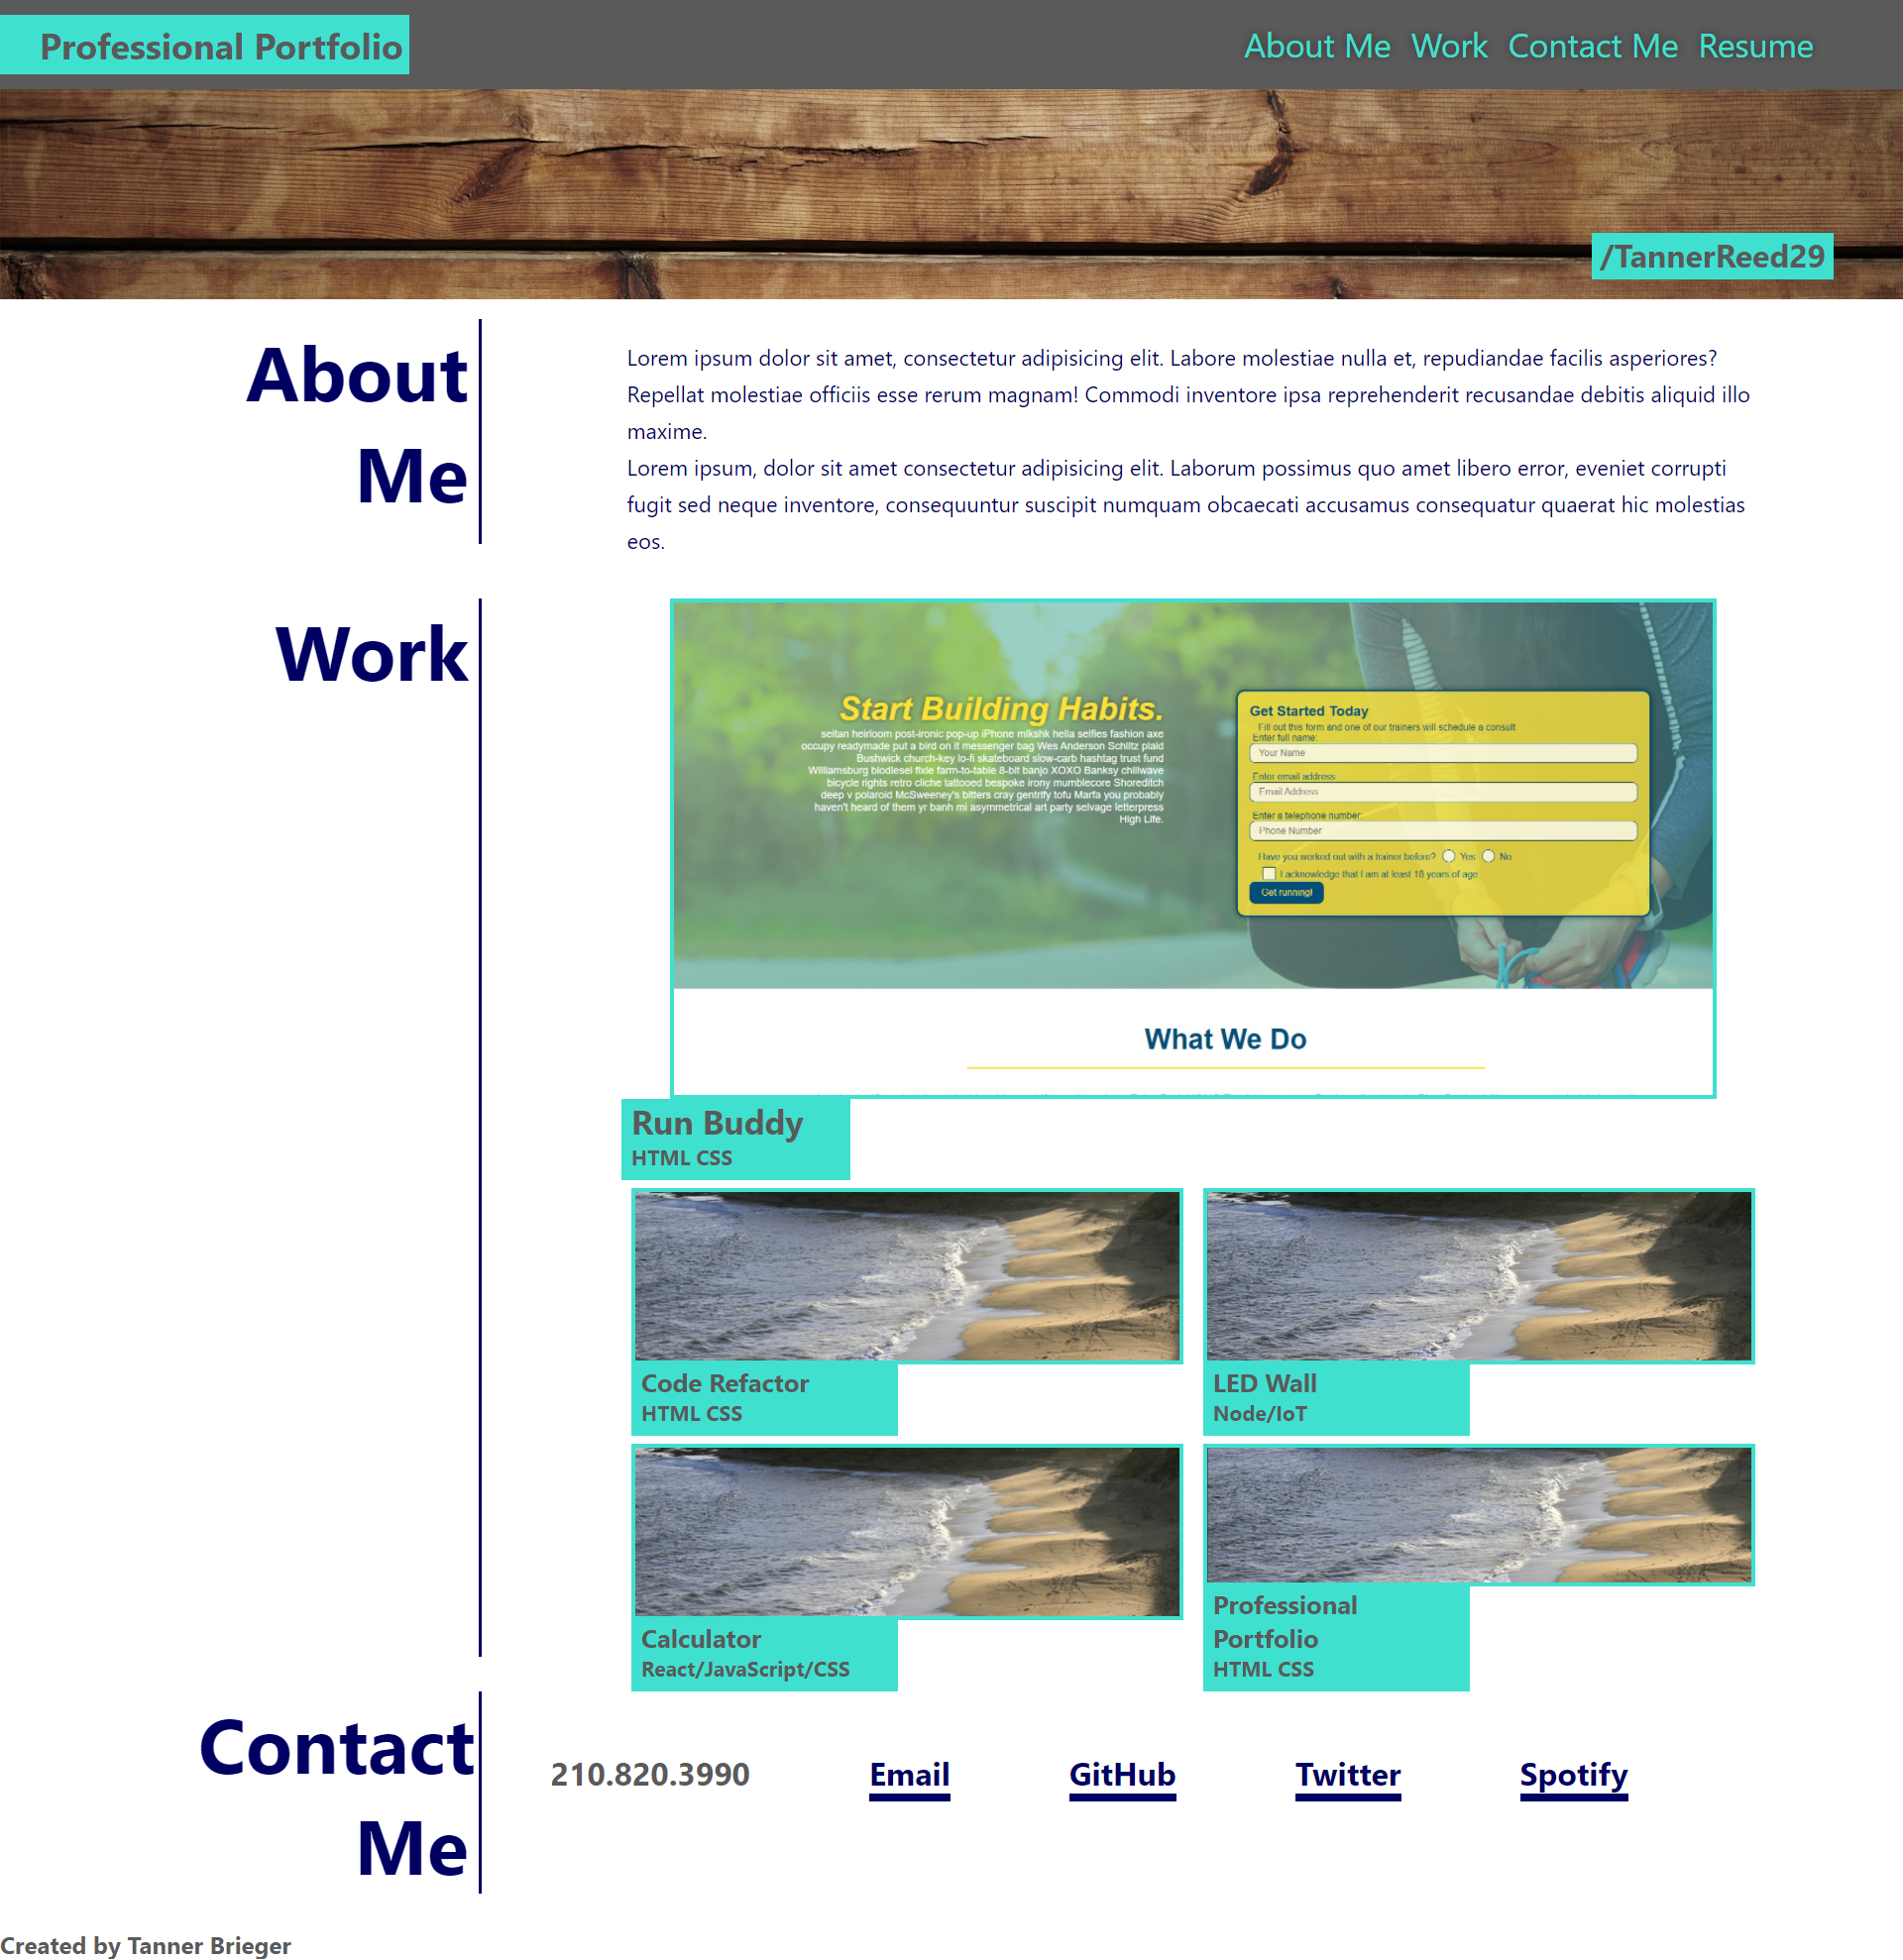 Professional Portfolio
About Me Work Contact Me Resume
/TannerReed29
About
Me
Lorem ipsum dolor sit amet, consectetur adipisicing elit. Labore molestiae nulla et, repudiandae facilis asperiores?
Repellat molestiae officiis esse rerum magnam! Commodi inventore ipsa reprehenderit recusandae debitis aliquid illo
maxime.
Lorem ipsum, dolor sit amet consectetur adipisicing elit. Laborum possimus quo amet libero error, eveniet corrupti
fugit sed neque inventore, consequuntur suscipit numquam obcaecati accusamus consequatur quaerat hic molestias
eos.
Work
Start Building Habits.
seitan heirloom post-ironic pop-up iPhone mikshk hella selfies fashion axe
occupy readymade put a bird on it messenger bag Wes Anderson Schlitz plaid
Bushwick church-key lo-fi skateboard slow-carb hashtag trust fund
Williamsburg biodiesel fixie farm-to-table 8-bit banjo XOXO Banksy chillwave
bicycle rights retro cliche tattooed bespoke irony mumblecore Shoreditch
deep v polaroid McSweeney's bitters cray gentrify tofu Marfa you probably
haven't heard of them yr banh mi asymmetrical art party selvage letterpress
High Life.
Get Started Today
Fill out this form and one of our trainers will schedule a consult
Enter full name:
Your Name
Enter email address
Email Address
Enter a telephone number:
Phone Number
Have you worked out with a trainer before? Yes No
I acknowledge that I am at least 18 years of age
Get running!
What We Do
Run Buddy
HTML CSS
Code Refactor
HTML CSS
LED Wall
Node/IoT
Calculator
React/JavaScript/CSS
Professional
Portfolio
HTML CSS
Contact
Me
210.820.3990
Email
GitHub
Twitter
Spotify
Created by Tanner Brieger